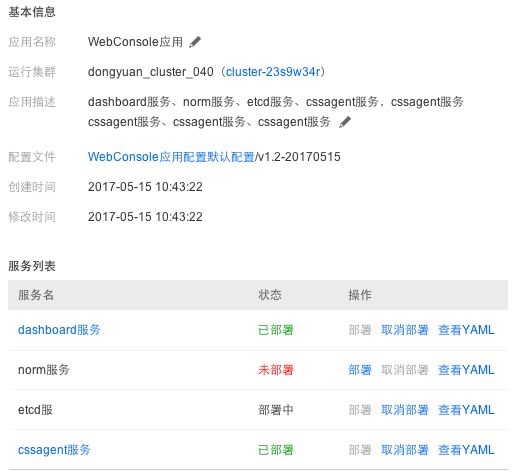 基本信息
应用名称 WebConsole应用
运行集群 dongyuan_cluster_040（cluster-23s9w34r）
应用描述 dashboard服务、norm服务、etcd服务、cssagent服务，cssagent服务
cssagent服务、cssagent服务、cssagent服务
配置文件 WebConsole应用配置默认配置/v1.2-20170515
创建时间 2017-05-15 10:43:22
修改时间 2017-05-15 10:43:22
服务列表
服务名 状态 操作
dashboard服务 已部署 部署 取消部署 查看YAML
norm服务 未部署 部署 取消部署 查看YAML
etcd服 部署中 部署 取消部署 查看YAML
cssagent服务 已部署 部署 取消部署 查看YAML